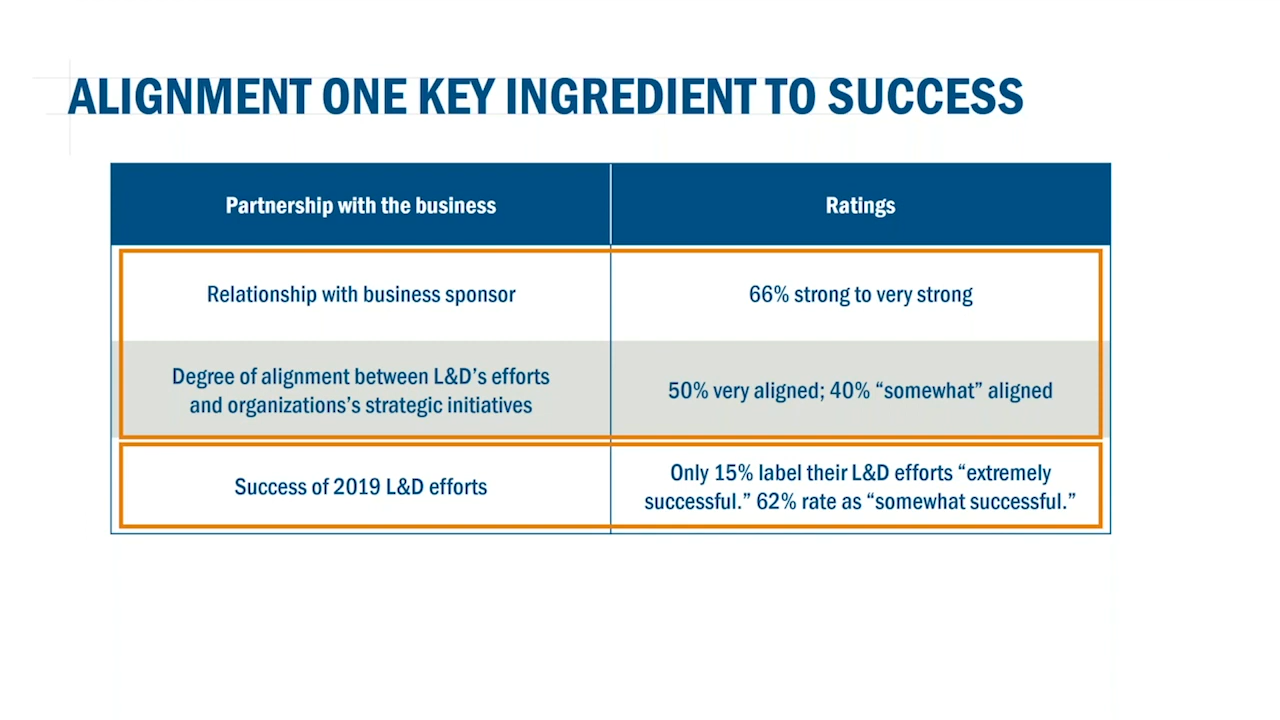 ALIGNMENT ONE KEY INGREDIENT TO SUCCESS
Partnership with the business
Ratings
Relationship with business sponsor
66% strong to very strong
Degree of alignment between L&D’s efforts
and organizations’s strategic initiatives
50% very aligned; 40% “somewhat” aligned
Success of 2019 L&D efforts
Only 15% label their L&D efforts “extremely
successful.” 62% rate as “somewhat successful.”